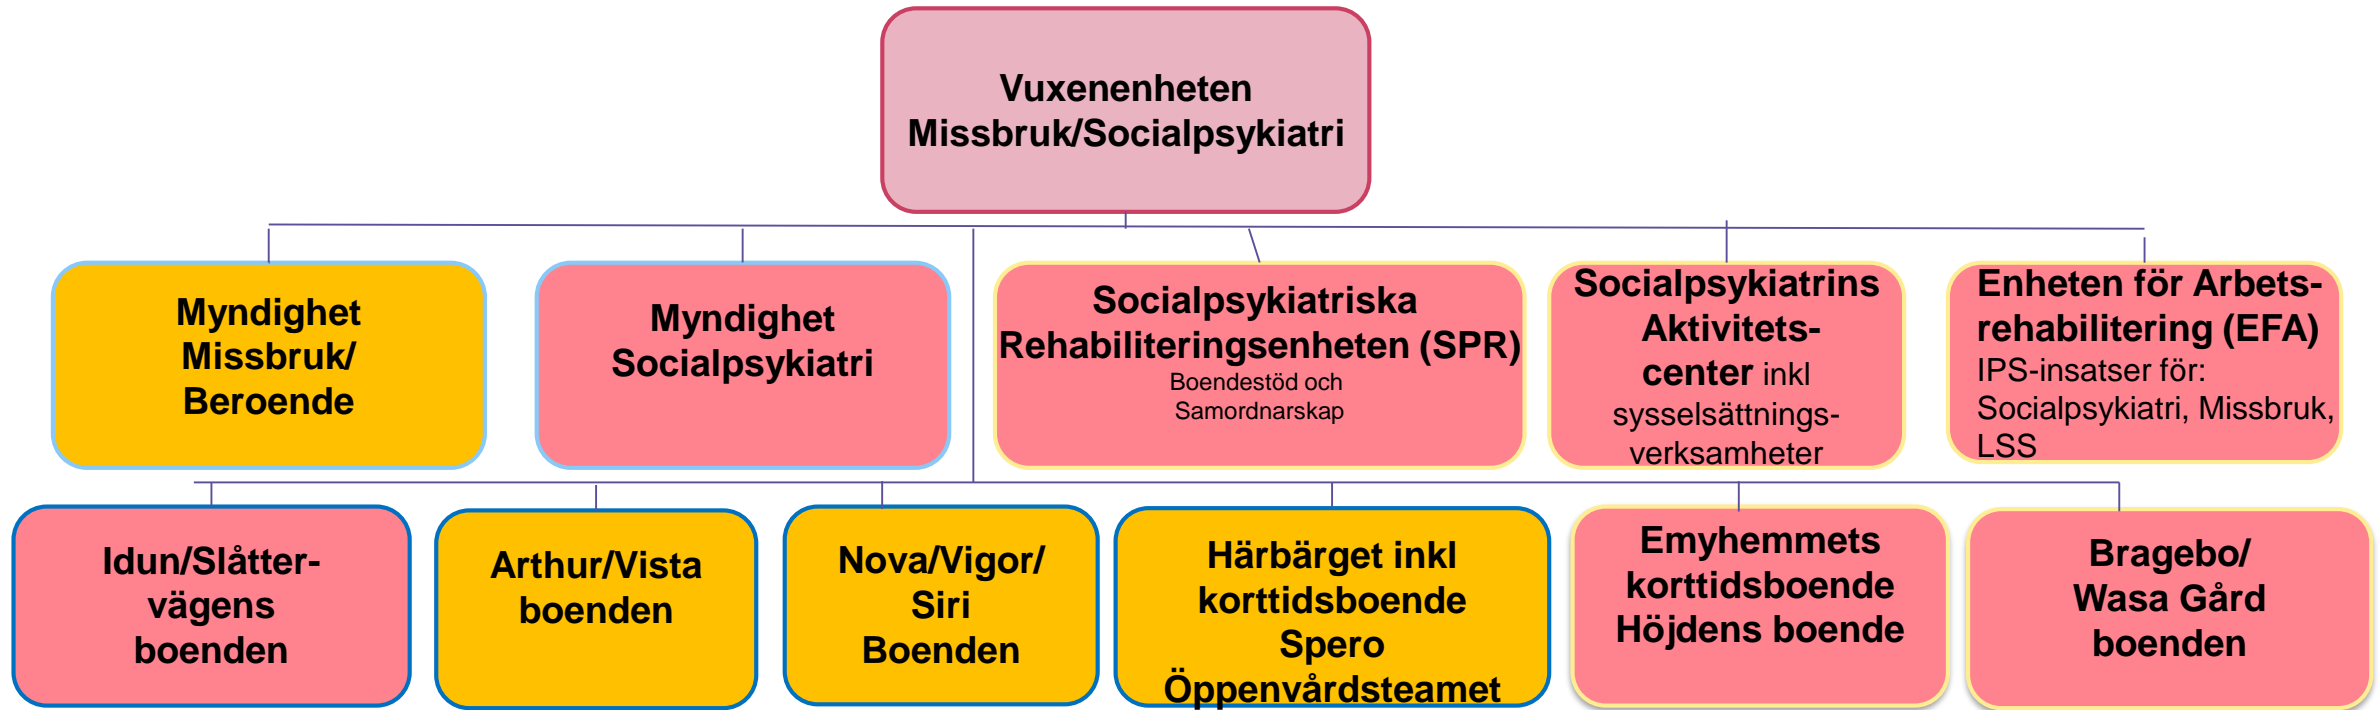 Vuxenenheten
Missbruk/Socialpsykiatri
Myndighet
Missbruk/
Beroende
Myndighet
Socialpsykiatri
Socialpsykiatriska
Rehabiliteringsenheten (SPR)
Boendestöd och
Samordnarskap
Socialpsykiatrins
Aktivitets-
center inkl
sysselsättnings-
verksamheter
Enheten för Arbets-
rehabilitering (EFA)
IPS-insatser för:
Socialpsykiatri, Missbruk,
LSS
Idun/Slåtter-
vägens
boenden
Arthur/Vista
boenden
Nova/Vigor/
Siri
Boenden
Härbärget inkl
korttidsboende
Spero
Öppenvårdsteamet
Emyhemmets
korttidsboende
Höjdens boende
Bragebo/
Wasa Gård
boenden